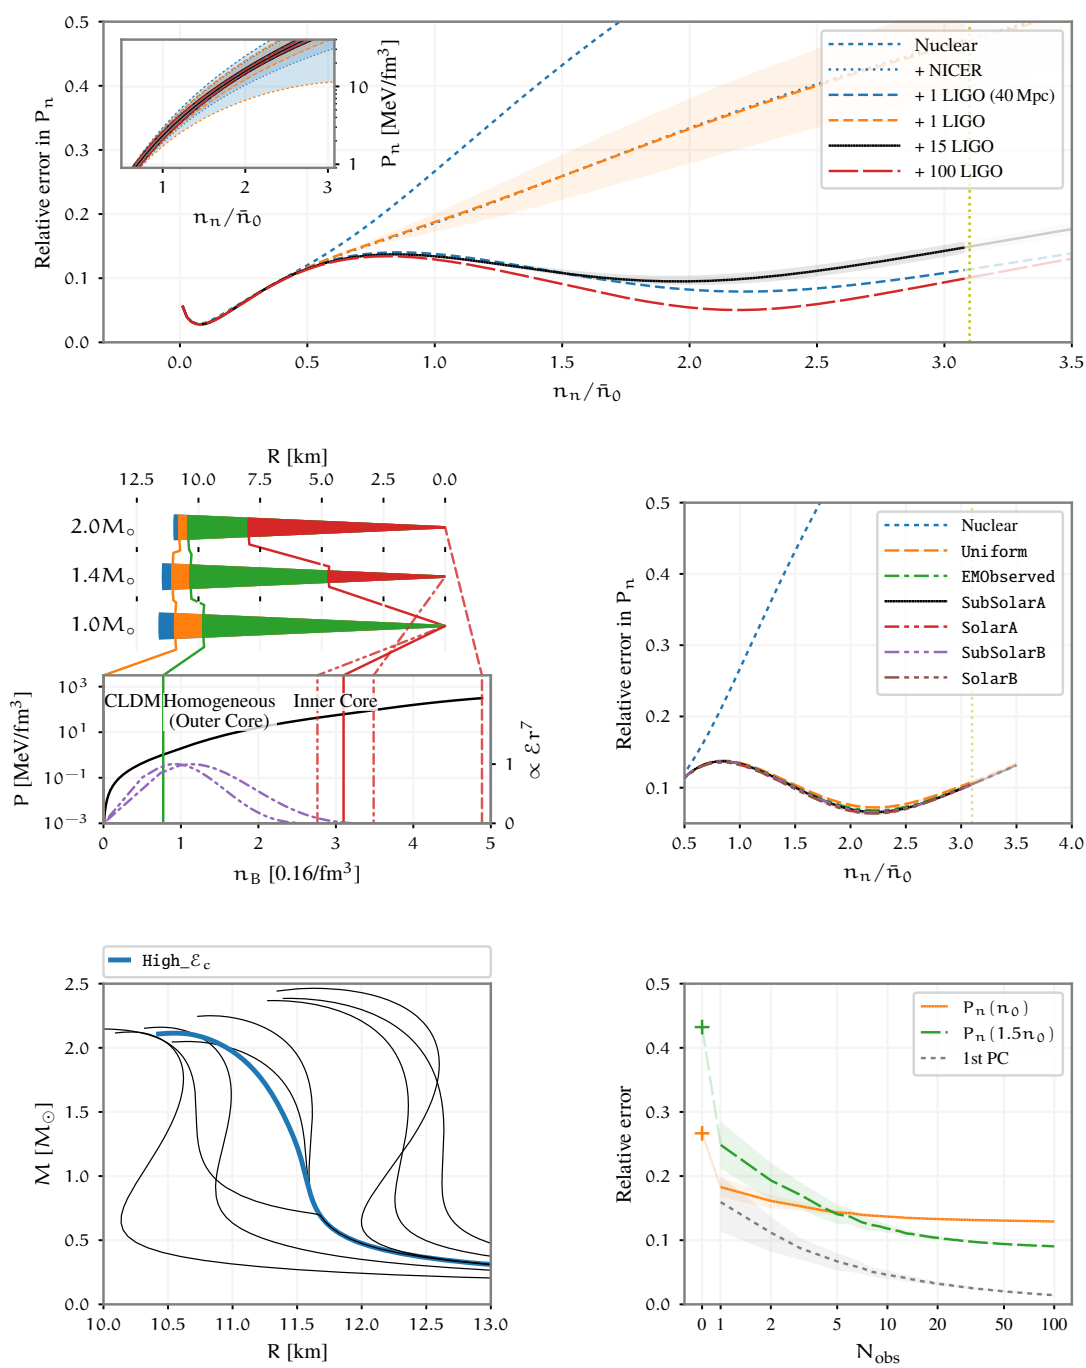 0.5
0.4
0.3
0.2
0.1
0.0
Relative error in Pₙ
10
1
Pₙ [MeV/fm³]
1 2 3
nₙ/n̄₀
Nuclear
+ NICER
+ 1 LIGO (40 Mpc)
+ 1 LIGO
+ 15 LIGO
+ 100 LIGO
0.0 0.5 1.0 1.5 2.0 2.5 3.0 3.5
nₙ/n̄₀
R [km]
12.5 10.0 7.5 5.0 2.5 0.0
2.0M∘
1.4M∘
1.0M∘
10³
10¹
10⁻¹
10⁻³
P [MeV/fm³]
CLDM Homogeneous
(Outer Core)
Inner Core
1
0
∝ εr⁷
0 1 2 3 4 5
n_B [0.16/fm³]
0.5
0.4
0.3
0.2
0.1
Relative error in Pₙ
Nuclear
Uniform
EMObserved
SubSolarA
SolarA
SubSolarB
SolarB
0.5 1.0 1.5 2.0 2.5 3.0 3.5 4.0
nₙ/n̄₀
High_ε_c
2.5
2.0
1.5
1.0
0.5
0.0
M [M⊙]
10.0 10.5 11.0 11.5 12.0 12.5 13.0
R [km]
0.5
0.4
0.3
0.2
0.1
0.0
Relative error
Pₙ(n₀)
Pₙ(1.5n₀)
1st PC
0 1 2 5 10 20 50 100
N_obs